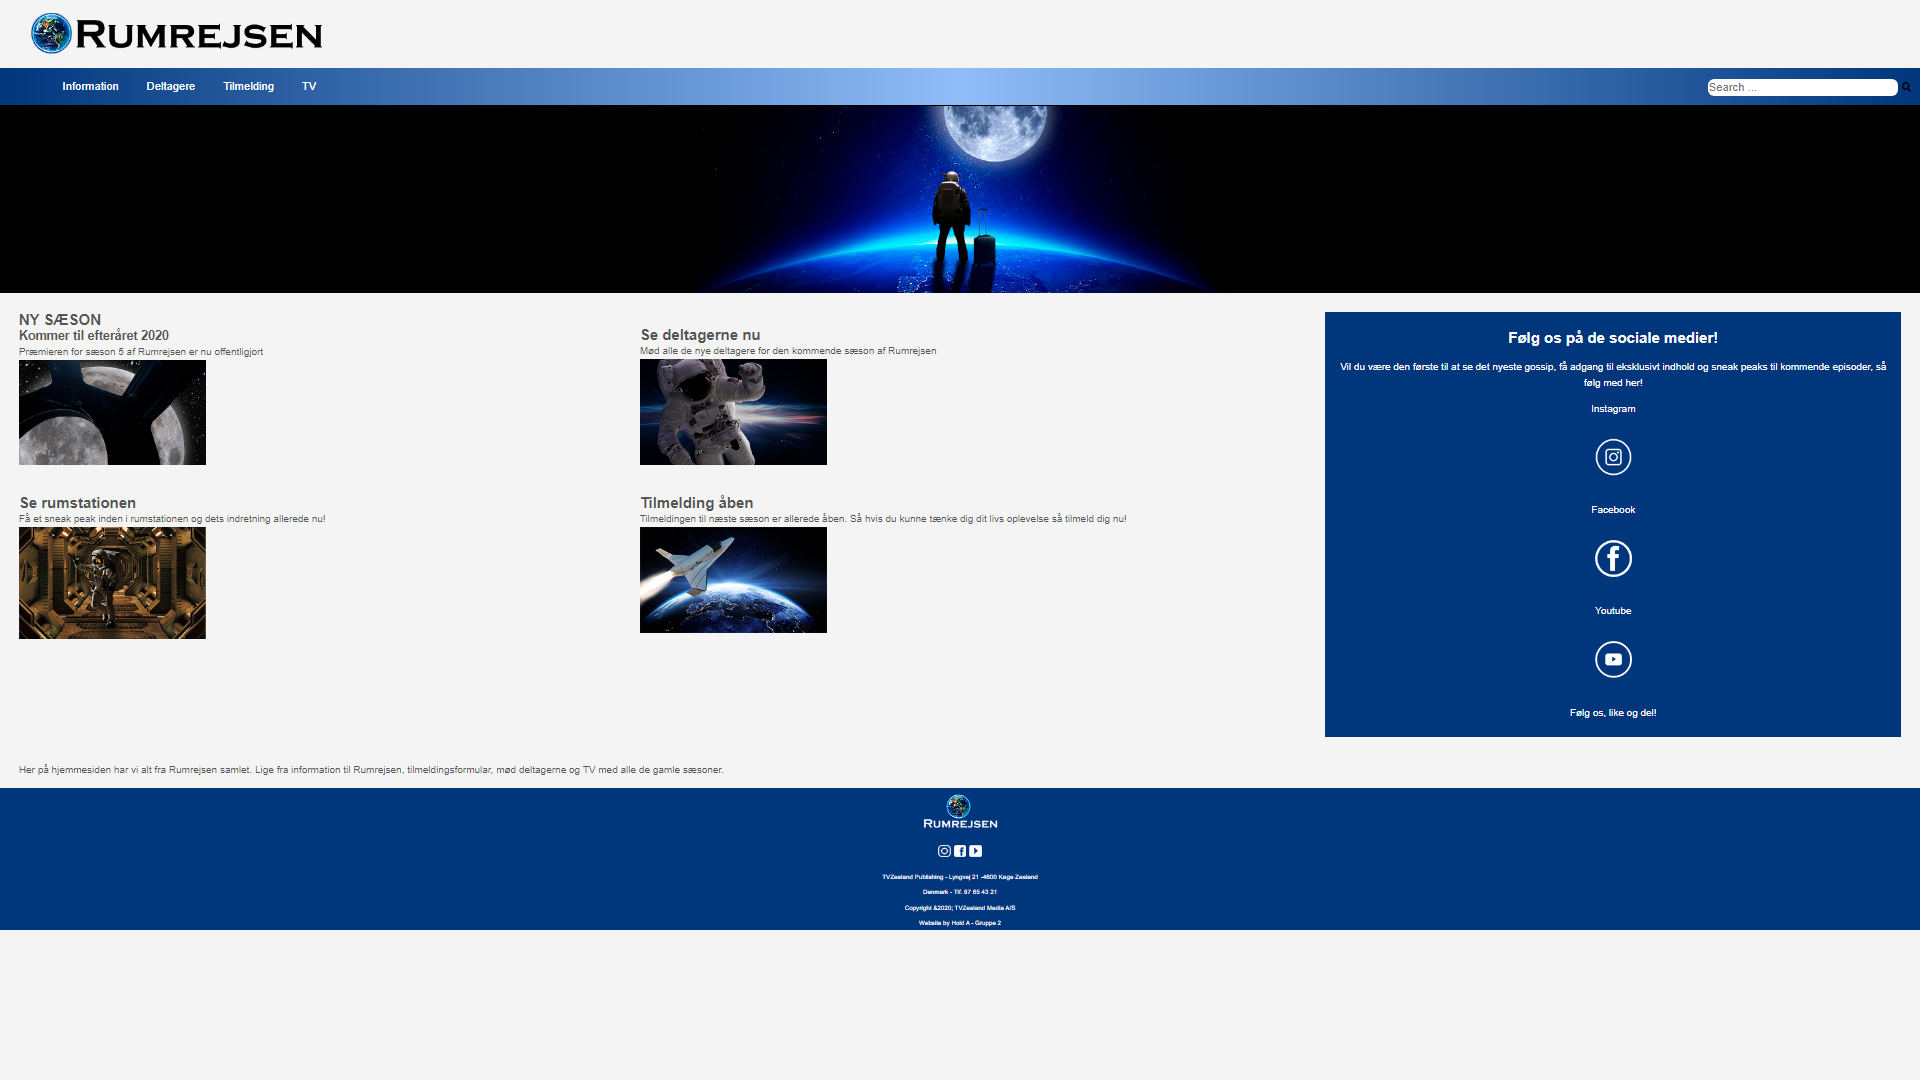 RUMREJSEN
Information Deltagere Tilmelding TV Search ...
NY SÆSON
Kommer til efteråret 2020
Præmieren for sæson 5 af Rumrejsen er nu offentligjort
Se deltagerne nu
Mød alle de nye deltagere for den kommende sæson af Rumrejsen
Se rumstationen
Få et sneak peak inden i rumstationen og dets indretning allerede nu!
Tilmelding åben
Tilmeldingen til næste sæson er allerede åben. Så hvis du kunne tænke dig dit livs oplevelse så tilmeld dig nu!
Følg os på de sociale medier!
Vil du være den første til at se det nyeste gossip, få adgang til eksklusivt indhold og sneak peaks til kommende episoder, så
følg med her!
Instagram
Facebook
Youtube
Følg os, like og del!
Her på hjemmesiden har vi alt fra Rumrejsen samlet. Lige fra information til Rumrejsen, tilmeldingsformular, mød deltagerne og TV med alle de gamle sæsoner.
RUMREJSEN
TVZealand Publishing - Lyngvej 21 -4600 Køge Zealand
Denmark - Tlf. 67 65 43 21
Copyright &2020; TVZealand Media A/S
Website by Hold A - Gruppe 2